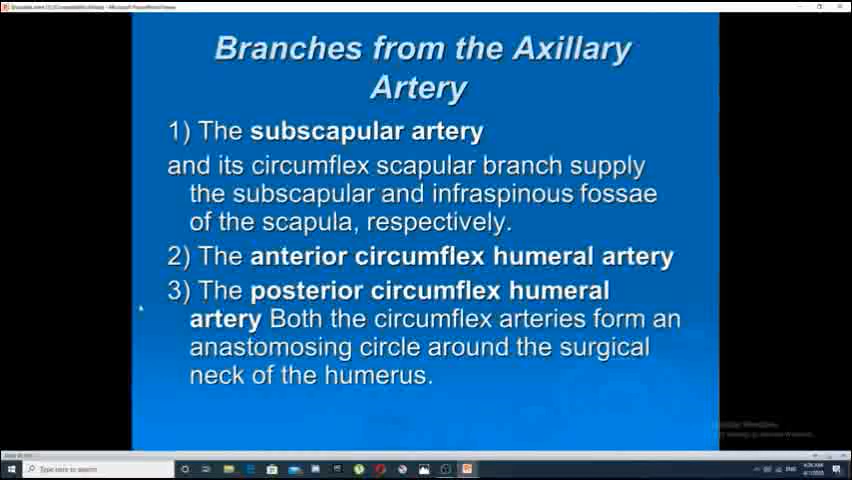 Branches from the Axillary
Artery
1) The subscapular artery
and its circumflex scapular branch supply
the subscapular and infraspinous fossae
of the scapula, respectively.
2) The anterior circumflex humeral artery
3) The posterior circumflex humeral
artery Both the circumflex arteries form an
anastomosing circle around the surgical
neck of the humerus.
Type here to search
ENG